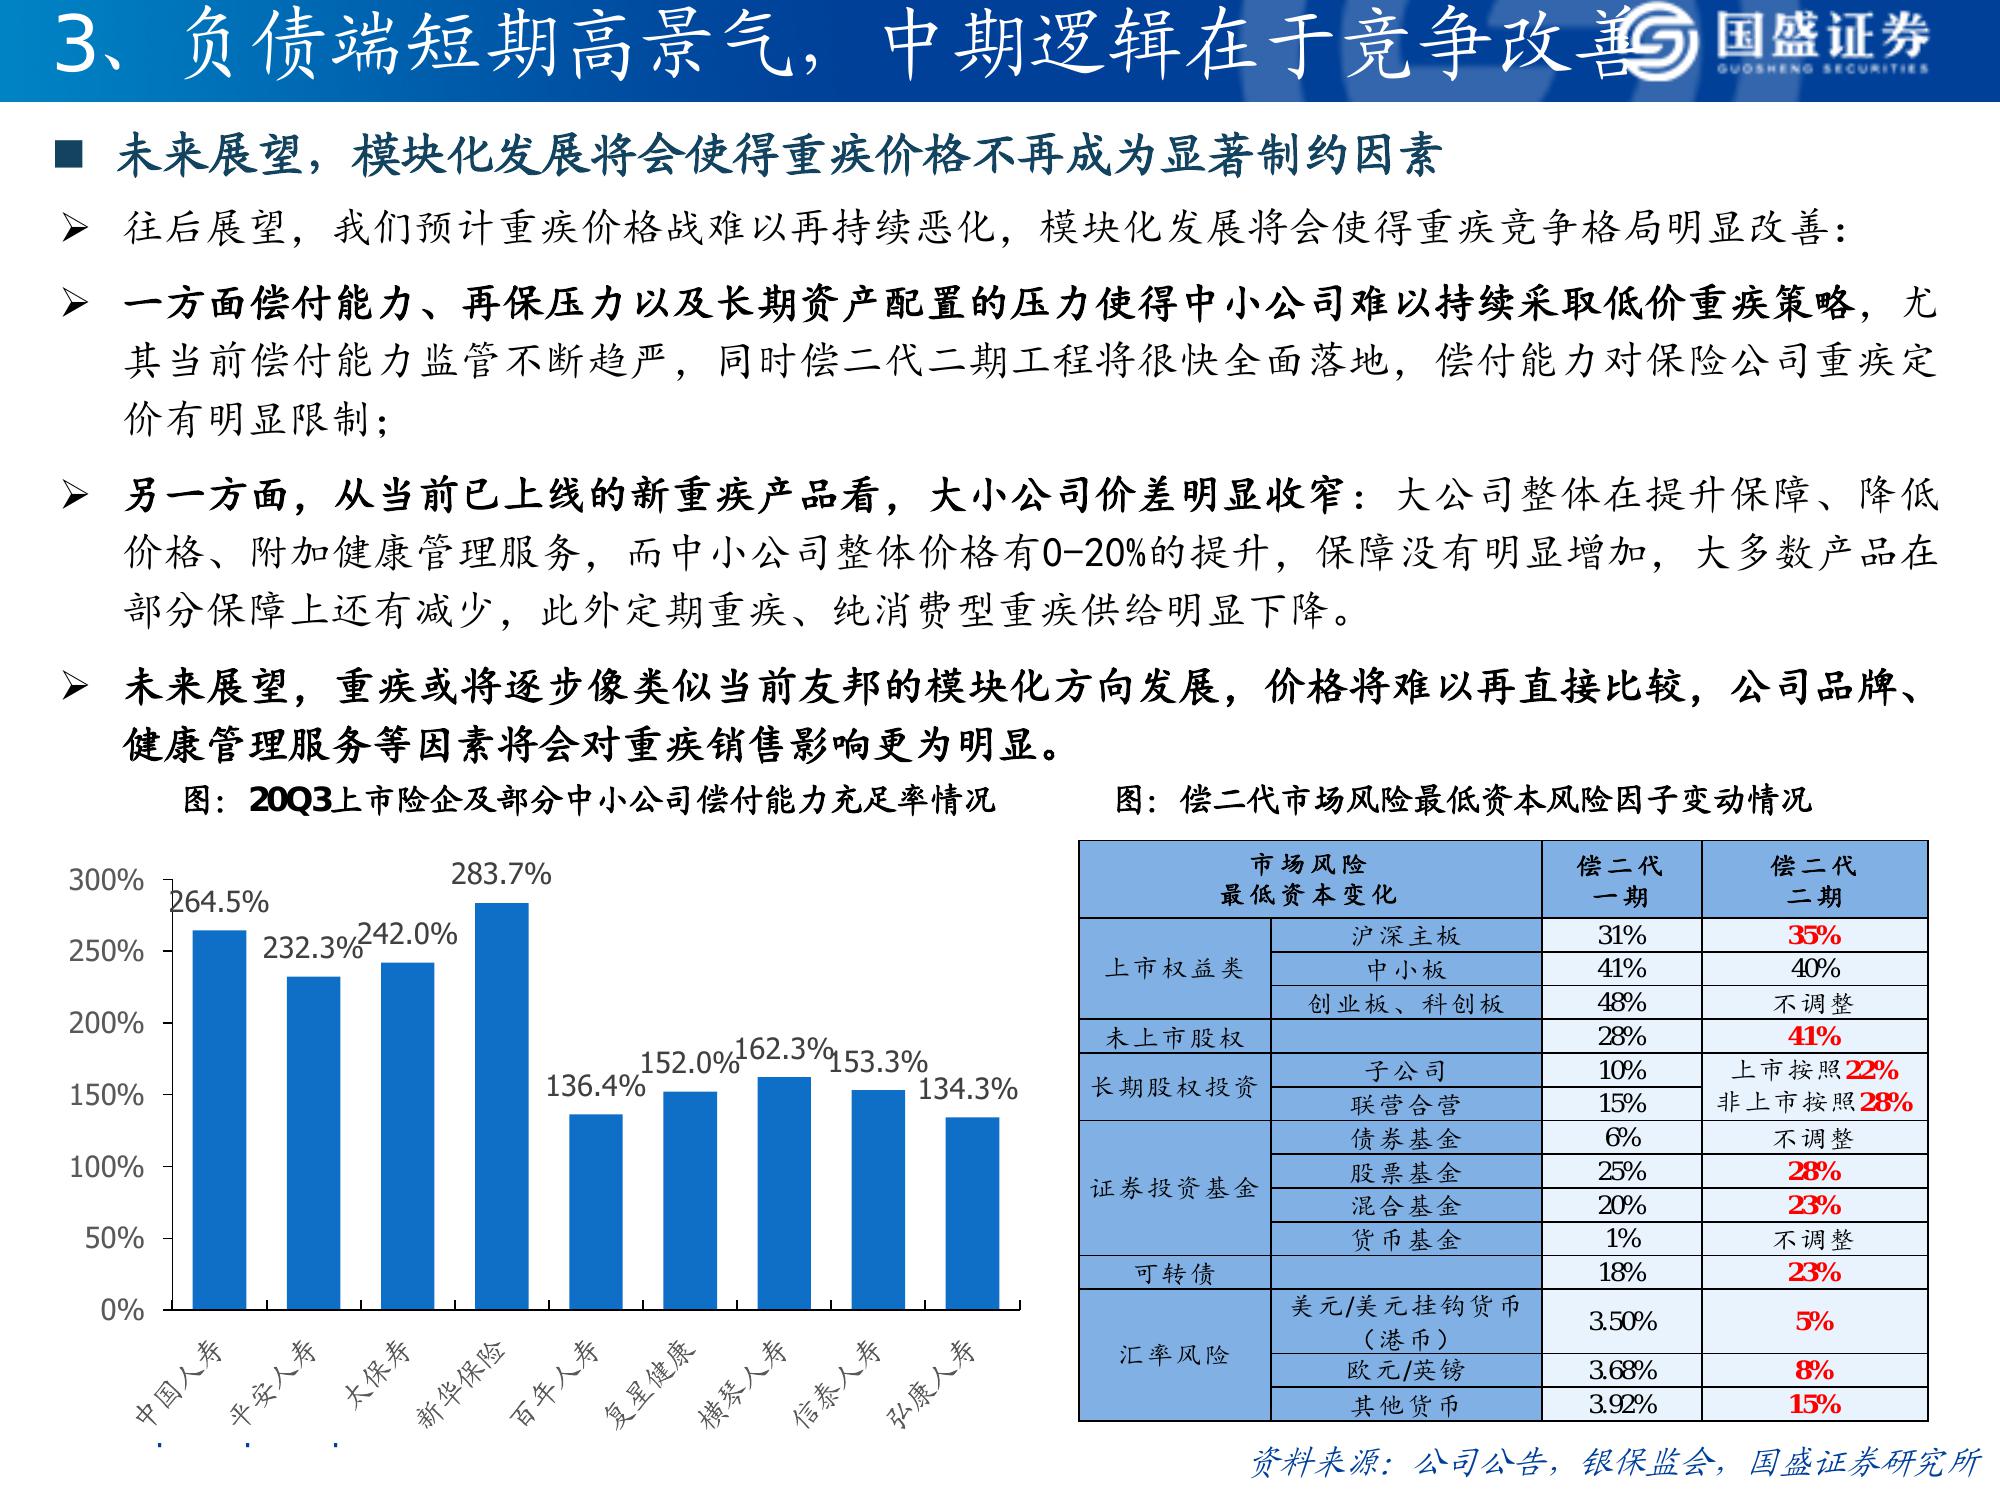 3、负债端短期高景气，中期逻辑在于竞争改善
国盛证券
GUOSHENG SECURITIES
■ 未来展望，模块化发展将会使得重疾价格不再成为显著制约因素
➢ 往后展望，我们预计重疾价格战难以再持续恶化，模块化发展将会使得重疾竞争格局明显改善：
➢ 一方面偿付能力、再保压力以及长期资产配置的压力使得中小公司难以持续采取低价重疾策略，尤
其当前偿付能力监管不断趋严，同时偿二代二期工程将很快全面落地，偿付能力对保险公司重疾定
价有明显限制；
➢ 另一方面，从当前已上线的新重疾产品看，大小公司价差明显收窄：大公司整体在提升保障、降低
价格、附加健康管理服务，而中小公司整体价格有0-20%的提升，保障没有明显增加，大多数产品在
部分保障上还有减少，此外定期重疾、纯消费型重疾供给明显下降。
➢ 未来展望，重疾或将逐步像类似当前友邦的模块化方向发展，价格将难以再直接比较，公司品牌、
健康管理服务等因素将会对重疾销售影响更为明显。
图：20Q3上市险企及部分中小公司偿付能力充足率情况
300%
250%
200%
150%
100%
50%
0%
264.5%
232.3%
242.0%
283.7%
136.4%
152.0%
162.3%
153.3%
134.3%
中国人寿
平安人寿
太保寿
新华保险
百年人寿
复星健康
横琴人寿
信泰人寿
弘康人寿
图：偿二代市场风险最低资本风险因子变动情况
市场风险 偿二代 偿二代
最低资本变化 一期 二期
上市权益类 沪深主板 31% 35%
中小板 41% 40%
创业板、科创板 48% 不调整
未上市股权 28% 41%
长期股权投资 子公司 10% 上市按照22%
联营合营 15% 非上市按照28%
证券投资基金 债券基金 6% 不调整
股票基金 25% 28%
混合基金 20% 23%
货币基金 1% 不调整
可转债 18% 23%
汇率风险 美元/美元挂钩货币
（港币） 3.50% 5%
欧元/英镑 3.68% 8%
其他货币 3.92% 15%
资料来源：公司公告，银保监会，国盛证券研究所